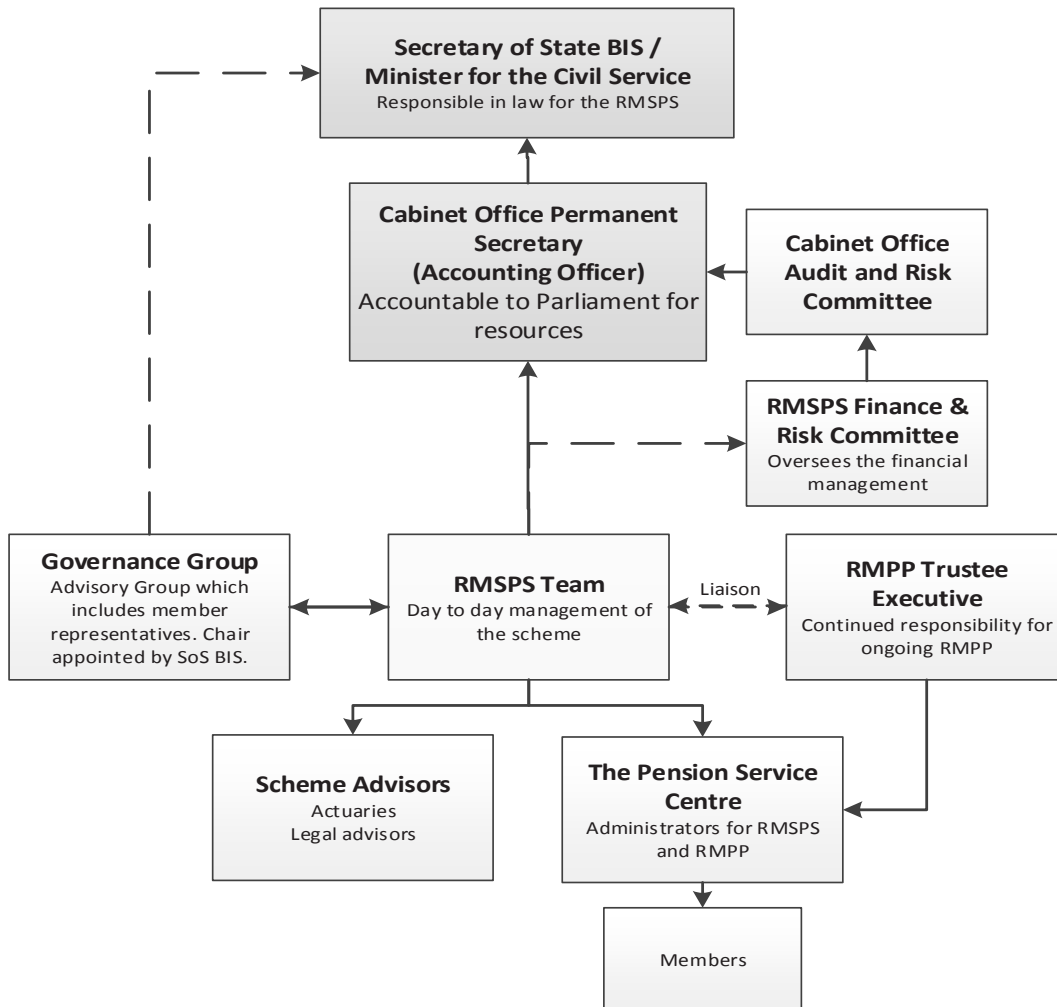 Secretary of State BIS /
Minister for the Civil Service
Responsible in law for the RMSPS
Cabinet Office Permanent
Secretary
(Accounting Officer)
Accountable to Parliament for
resources
Cabinet Office
Audit and Risk
Committee
RMSPS Finance &
Risk Committee
Oversees the financial
management
Governance Group
Advisory Group which
includes member
representatives. Chair
appointed by SoS BIS.
RMSPS Team
Day to day management of
the scheme
Liaison
RMPP Trustee
Executive
Continued responsibility for
ongoing RMPP
Scheme Advisors
Actuaries
Legal advisors
The Pension Service
Centre
Administrators for RMSPS
and RMPP
Members